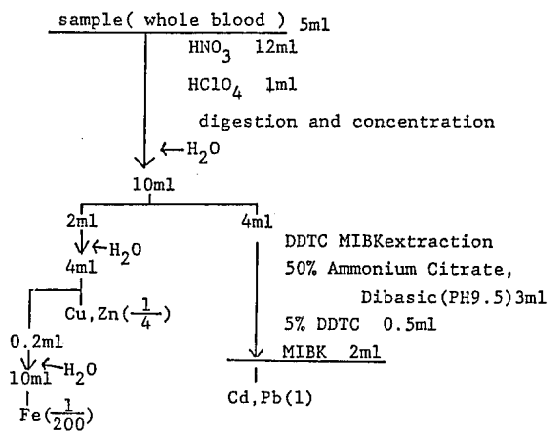 sample( whole blood ) 5ml
HNO3 12ml
HClO4 1ml
digestion and concentration
←H2O
10ml
2ml 4ml
←H2O
4ml
DDTC MIBKextraction
50% Ammonium Citrate,
Dibasic(PH9.5)3ml
5% DDTC 0.5ml
MIBK 2ml
Cu,Zn(1/4)
0.2ml
←H2O
10ml
Fe(1/200)
Cd,Pb(1)